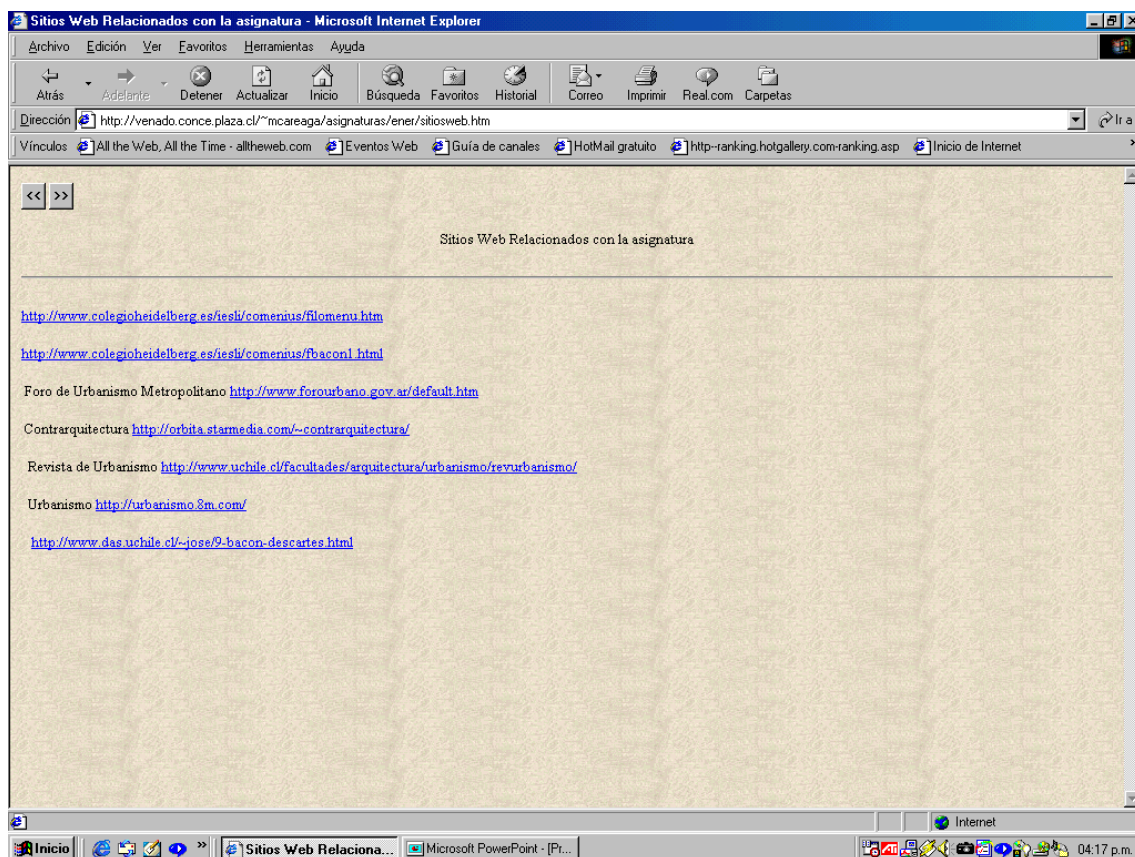 Sitios Web Relacionados con la asignatura - Microsoft Internet Explorer
Archivo Edición Ver Favoritos Herramientas Ayuda
Atrás Adelante Detener Actualizar Inicio Búsqueda Favoritos Historial Correo Imprimir Real.com Carpetas
Dirección http://venado.conce.plaza.cl/~mcareaga/asignaturas/ener/sitiosweb.htm Ir a
Vínculos All the Web, All the Time - alltheweb.com Eventos Web Guía de canales HotMail gratuito http--ranking.hotgallery.com-ranking.asp Inicio de Internet »
<< >>
Sitios Web Relacionados con la asignatura
http://www.colegioheidelberg.es/iesli/comenius/filomenu.htm
http://www.colegioheidelberg.es/iesli/comenius/fbacon1.html
Foro de Urbanismo Metropolitano http://www.forourbano.gov.ar/default.htm
Contrarquitectura http://orbita.starmedia.com/~contrarquitectura/
Revista de Urbanismo http://www.uchile.cl/facultades/arquitectura/urbanismo/revurbanismo/
Urbanismo http://urbanismo.8m.com/
http://www.das.uchile.cl/~jose/9-bacon-descartes.html
Internet
Inicio » Sitios Web Relaciona... Microsoft PowerPoint - [Pr... 04:17 p.m.